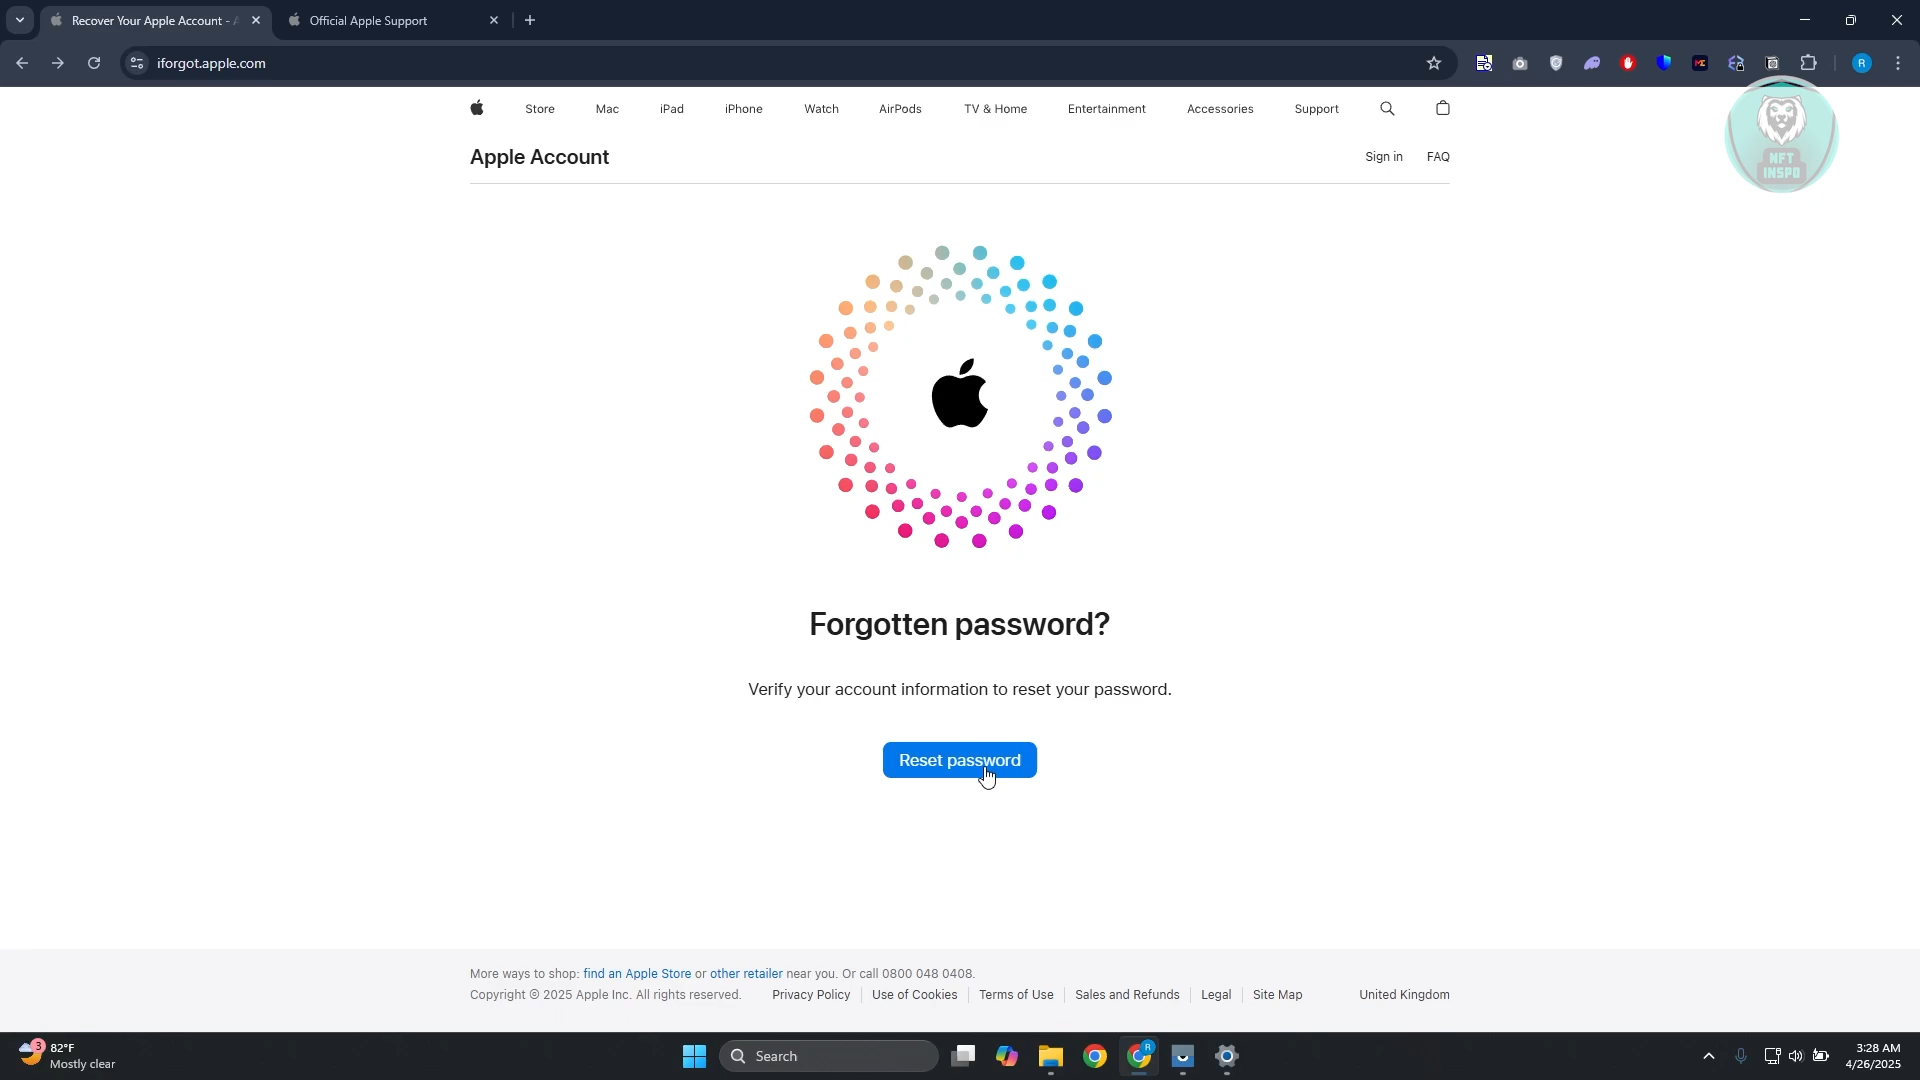 Recover Your Apple Account - A
Official Apple Support
iforgot.apple.com
R
Store Mac iPad iPhone Watch AirPods TV & Home Entertainment Accessories Support
NFT
INSPO
Apple Account
Sign in FAQ
Forgotten password?
Verify your account information to reset your password.
Reset password
More ways to shop: find an Apple Store or other retailer near you. Or call 0800 048 0408.
Copyright © 2025 Apple Inc. All rights reserved. Privacy Policy Use of Cookies Terms of Use Sales and Refunds Legal Site Map United Kingdom
3
82°F
Mostly clear
Search
R
3:28 AM
4/26/2025